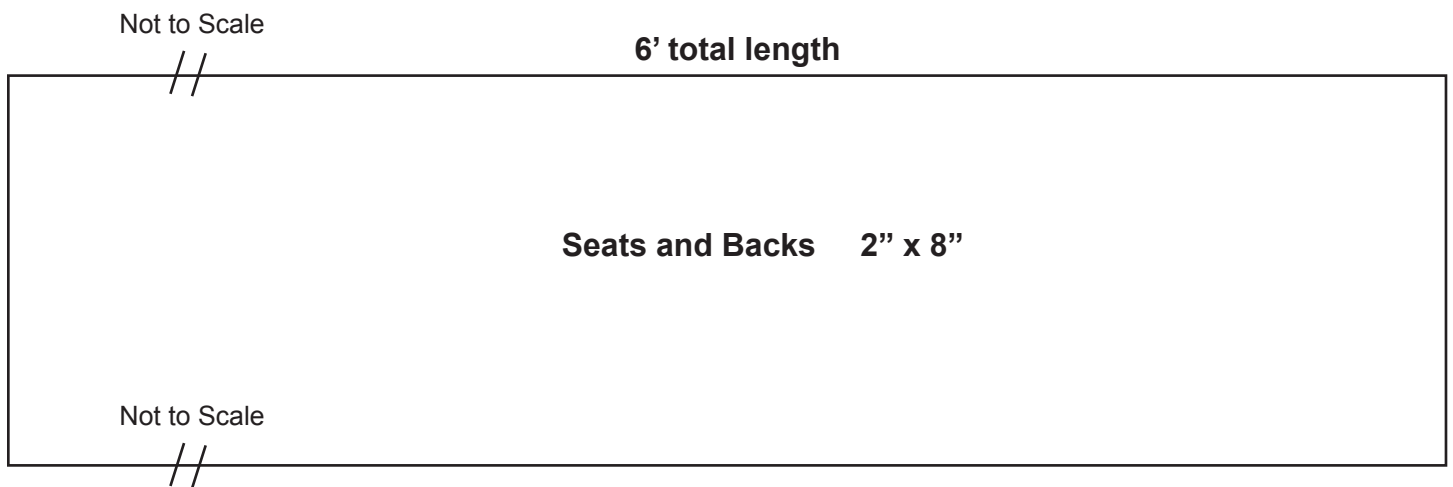 Not to Scale
6’ total length
Seats and Backs 2” x 8”
Not to Scale